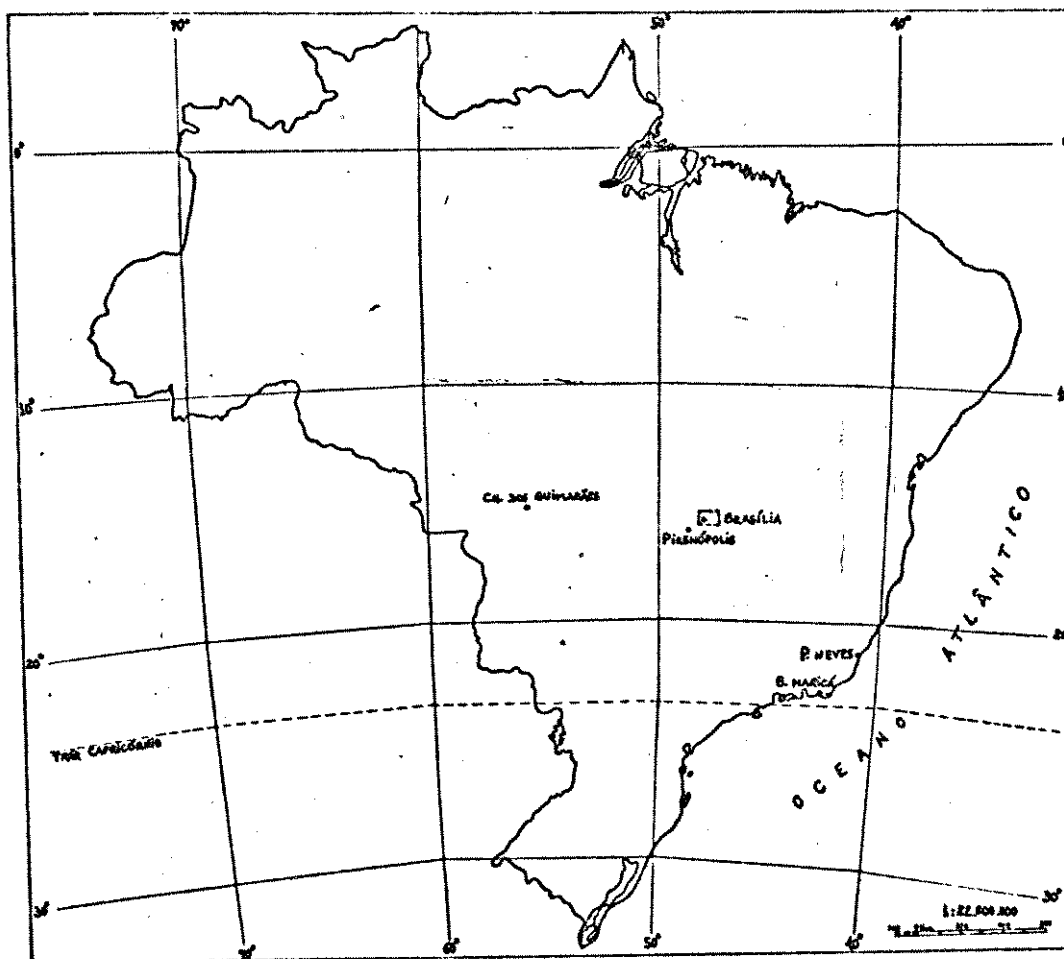 70°
50°
40°
0°
10°
CH. DOS GUIMARÃES
BRASÍLIA
PIRENÓPOLIS
ATLÂNTICO
P. NEVES
B. MARICÁ
20°
TRÓP. CAPRICÓRNIO
OCEANO
30°
30°
60°
50°
40°